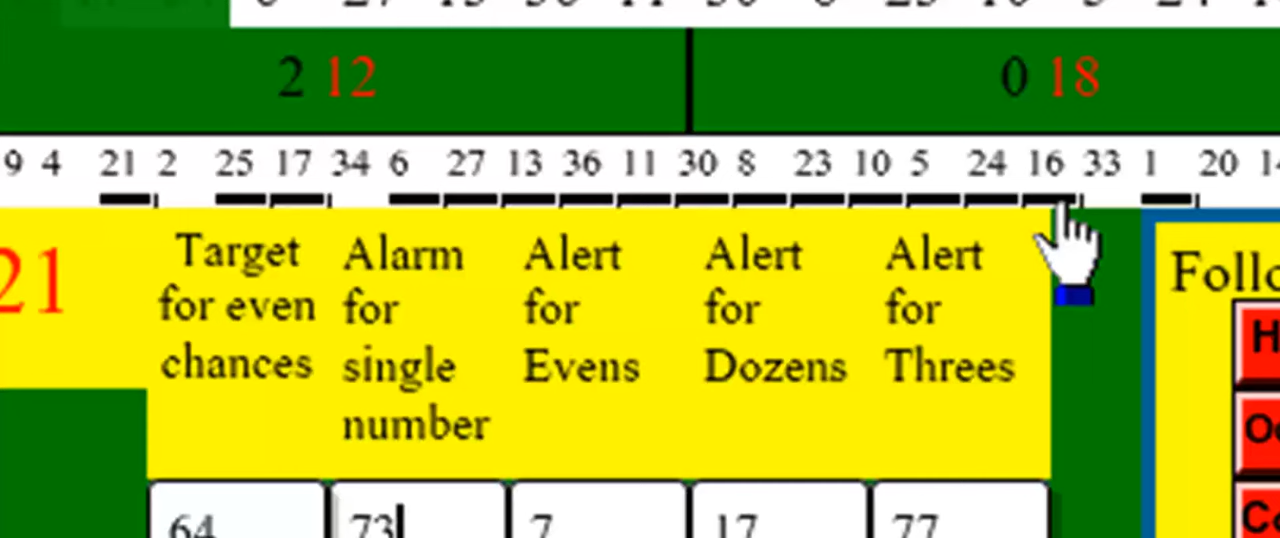 2 12 0 18
9 4 21 2 25 17 34 6 27 13 36 11 30 8 23 10 5 24 16 33 1 20
21
Target
for even
chances
Alarm
for
single
number
Alert
for
Evens
Alert
for
Dozens
Alert
for
Threes
64 73 7 17 77